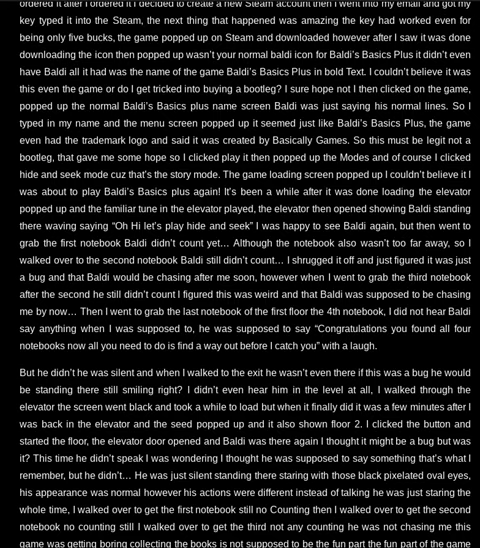 ordered it after I ordered it I decided to create a new Steam account then I went into my email and got my
key typed it into the Steam, the next thing that happened was amazing the key had worked even for
being only five bucks, the game popped up on Steam and downloaded however after I saw it was done
downloading the icon then popped up wasn't your normal baldi icon for Baldi's Basics Plus it didn't even
have Baldi all it had was the name of the game Baldi's Basics Plus in bold Text. I couldn't believe it was
this even the game or do I get tricked into buying a bootleg? I sure hope not I then clicked on the game,
popped up the normal Baldi's Basics plus name screen Baldi was just saying his normal lines. So I
typed in my name and the menu screen popped up it seemed just like Baldi's Basics Plus, the game
even had the trademark logo and said it was created by Basically Games. So this must be legit not a
bootleg, that gave me some hope so I clicked play it then popped up the Modes and of course I clicked
hide and seek mode cuz that's the story mode. The game loading screen popped up I couldn't believe it I
was about to play Baldi's Basics plus again! It's been a while after it was done loading the elevator
popped up and the familiar tune in the elevator played, the elevator then opened showing Baldi standing
there waving saying "Oh Hi let's play hide and seek" I was happy to see Baldi again, but then went to
grab the first notebook Baldi didn't count yet... Although the notebook also wasn't too far away, so I
walked over to the second notebook Baldi still didn't count... I shrugged it off and just figured it was just
a bug and that Baldi would be chasing after me soon, however when I went to grab the third notebook
after the second he still didn't count I figured this was weird and that Baldi was supposed to be chasing
me by now... Then I went to grab the last notebook of the first floor the 4th notebook, I did not hear Baldi
say anything when I was supposed to, he was supposed to say "Congratulations you found all four
notebooks now all you need to do is find a way out before I catch you" with a laugh.
But he didn't he was silent and when I walked to the exit he wasn't even there if this was a bug he would
be standing there still smiling right? I didn't even hear him in the level at all, I walked through the
elevator the screen went black and took a while to load but when it finally did it was a few minutes after I
was back in the elevator and the seed popped up and it also shown floor 2. I clicked the button and
started the floor, the elevator door opened and Baldi was there again I thought it might be a bug but was
it? This time he didn't speak I was wondering I thought he was supposed to say something that's what I
remember, but he didn't... He was just silent standing there staring with those black pixelated oval eyes,
his appearance was normal however his actions were different instead of talking he was just staring the
whole time, I walked over to get the first notebook still no Counting then I walked over to get the second
notebook no counting still I walked over to get the third not any counting he was not chasing me this
game was getting boring collecting the books is not supposed to be the fun part the fun part of the game